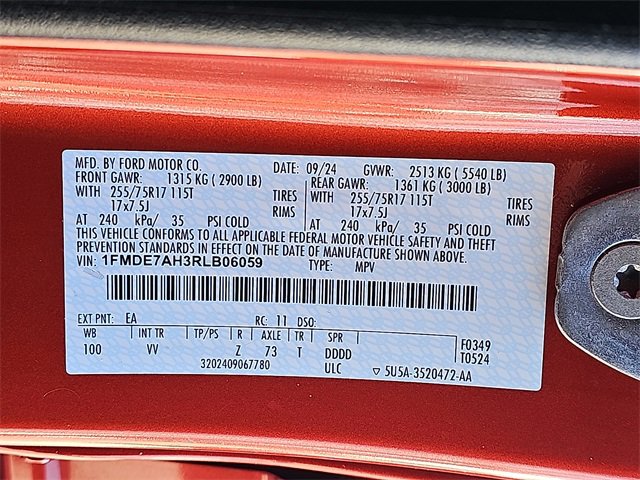 MFD. BY FORD MOTOR CO. DATE: 09/24 GVWR: 2513 KG ( 5540 LB)
FRONT GAWR: 1315 KG ( 2900 LB) REAR GAWR: 1361 KG ( 3000 LB)
WITH 255/75R17 115T TIRES WITH 255/75R17 115T TIRES
17x7.5J RIMS 17x7.5J RIMS
AT 240 kPa/ 35 PSI COLD AT 240 kPa/ 35 PSI COLD
THIS VEHICLE CONFORMS TO ALL APPLICABLE FEDERAL MOTOR VEHICLE SAFETY AND THEFT
PREVENTION STANDARDS IN EFFECT ON THE DATE OF MANUFACTURE SHOWN ABOVE.
VIN: 1FMDE7AH3RLB06059 TYPE: MPV
EXT PNT: EA RC: 11 DSO:
WB INT TR TP/PS R AXLE TR SPR F0349
100 VV Z 73 T DDDD T0524
3202409067780 ULC ▽ 5U5A-3520472-AA